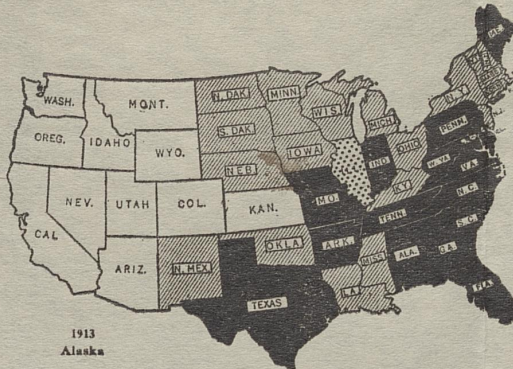 WASH.
MONT.
N. DAK.
MINN.
ME.
OREG.
IDAHO
S. DAK.
WIS.
MICH.
N.Y.
WYO.
IOWA
PENN.
NEB.
OHIO
IND.
NEV.
UTAH
COL.
W. VA.
VA.
CAL
KAN.
MO.
KY.
N.C.
TENN.
ARIZ.
N. MEX.
OKLA.
ARK.
S.C.
MISS.
ALA.
GA.
TEXAS
LA.
FLA.
1913
Alaska